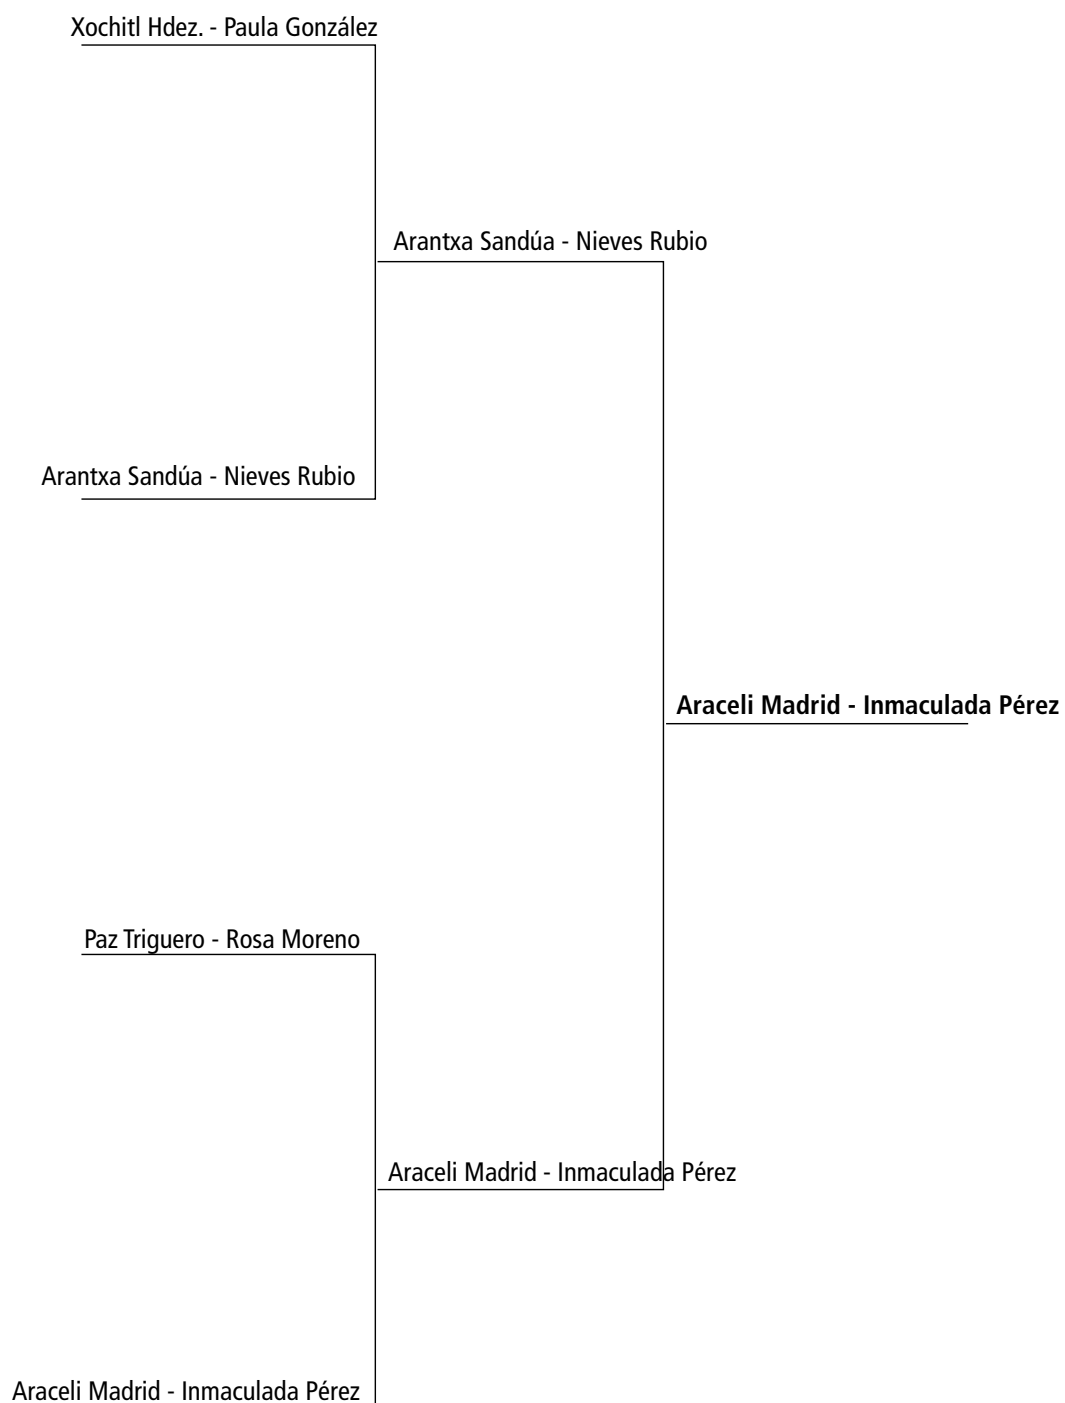 Xochitl Hdez. - Paula González
Arantxa Sandúa - Nieves Rubio
Arantxa Sandúa - Nieves Rubio
Araceli Madrid - Inmaculada Pérez
Paz Triguero - Rosa Moreno
Araceli Madrid - Inmaculada Pérez
Araceli Madrid - Inmaculada Pérez